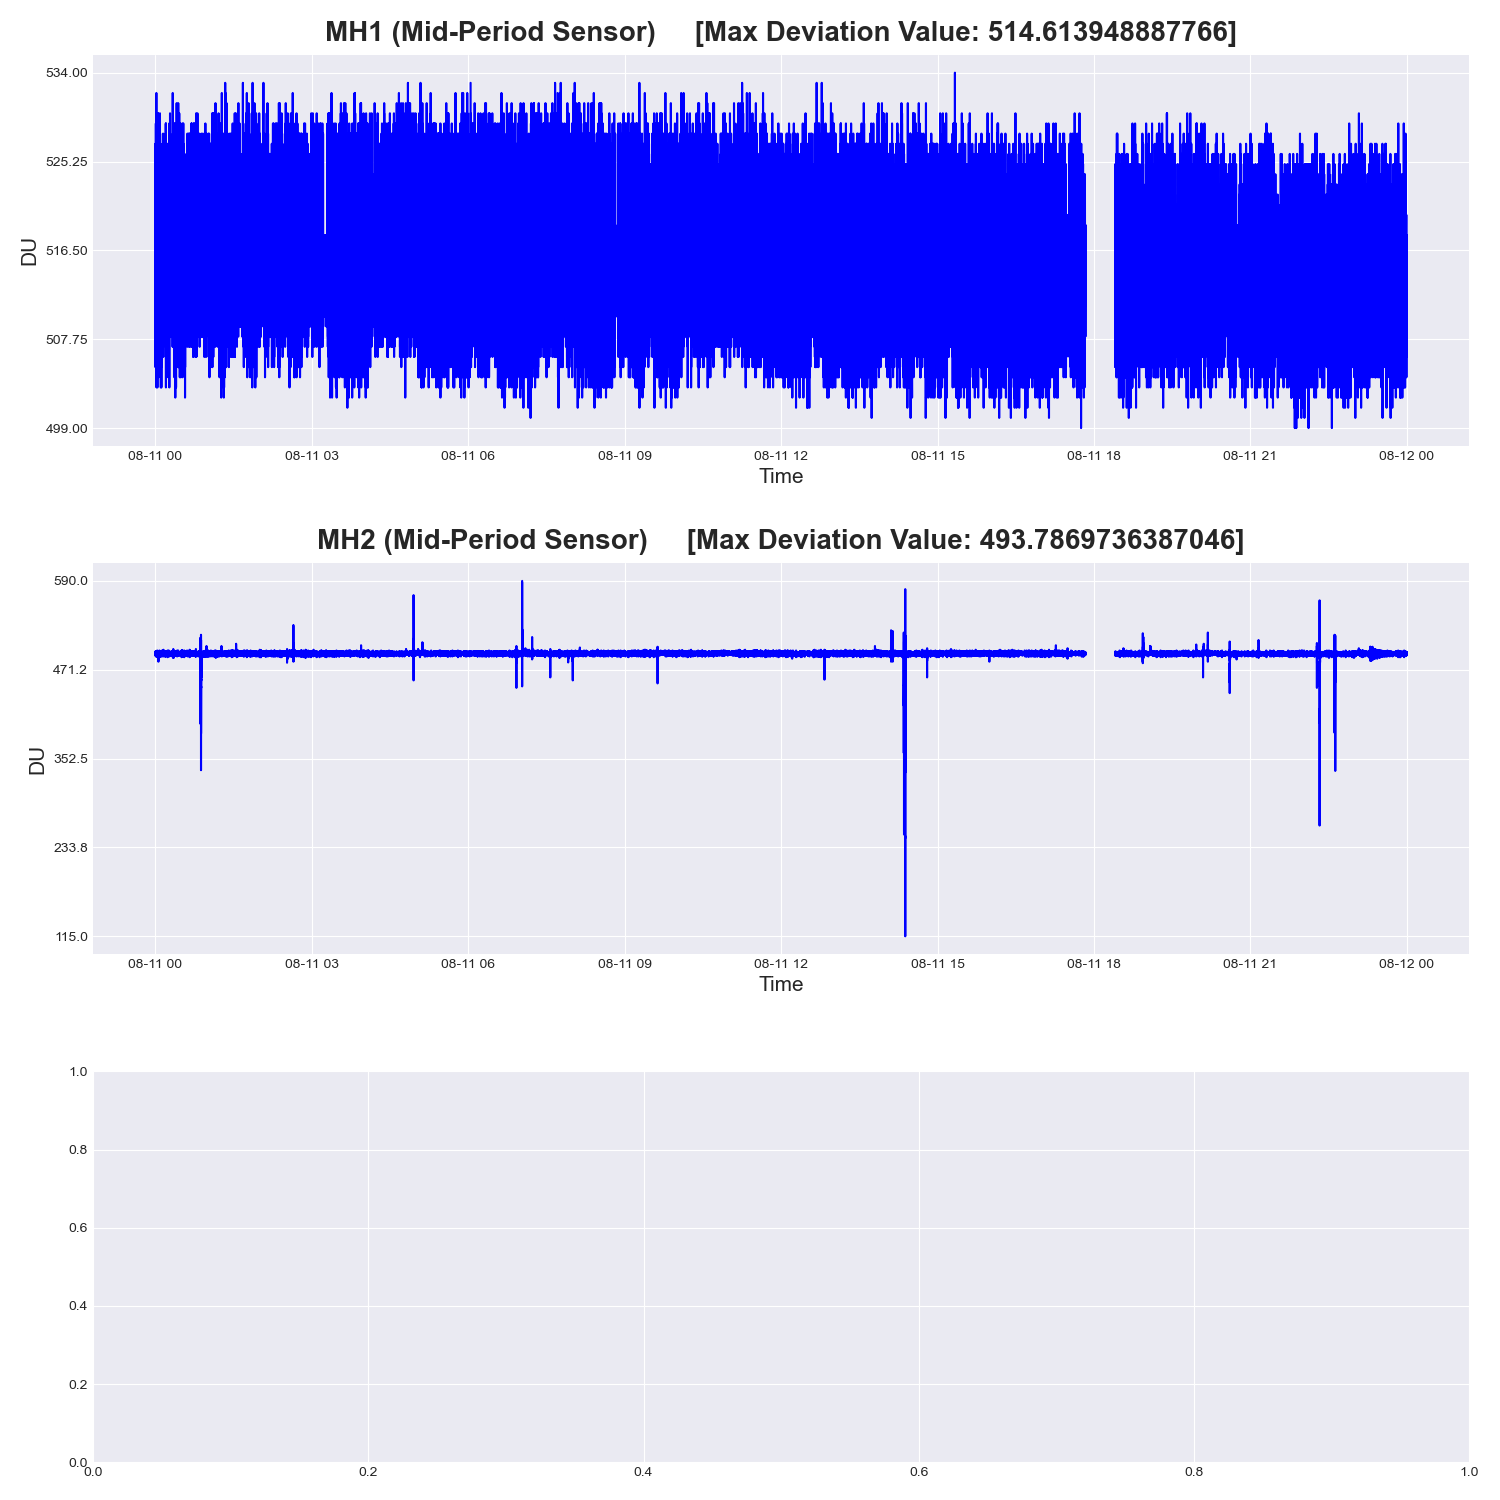 MH1 (Mid-Period Sensor) [Max Deviation Value: 514.613948887766]
534.00
525.25
516.50
507.75
499.00
DU
08-11 00 08-11 03 08-11 06 08-11 09 08-11 12 08-11 15 08-11 18 08-11 21 08-12 00
Time
MH2 (Mid-Period Sensor) [Max Deviation Value: 493.7869736387046]
590.0
471.2
352.5
233.8
115.0
DU
08-11 00 08-11 03 08-11 06 08-11 09 08-11 12 08-11 15 08-11 18 08-11 21 08-12 00
Time
1.0
0.8
0.6
0.4
0.2
0.0
0.0 0.2 0.4 0.6 0.8 1.0